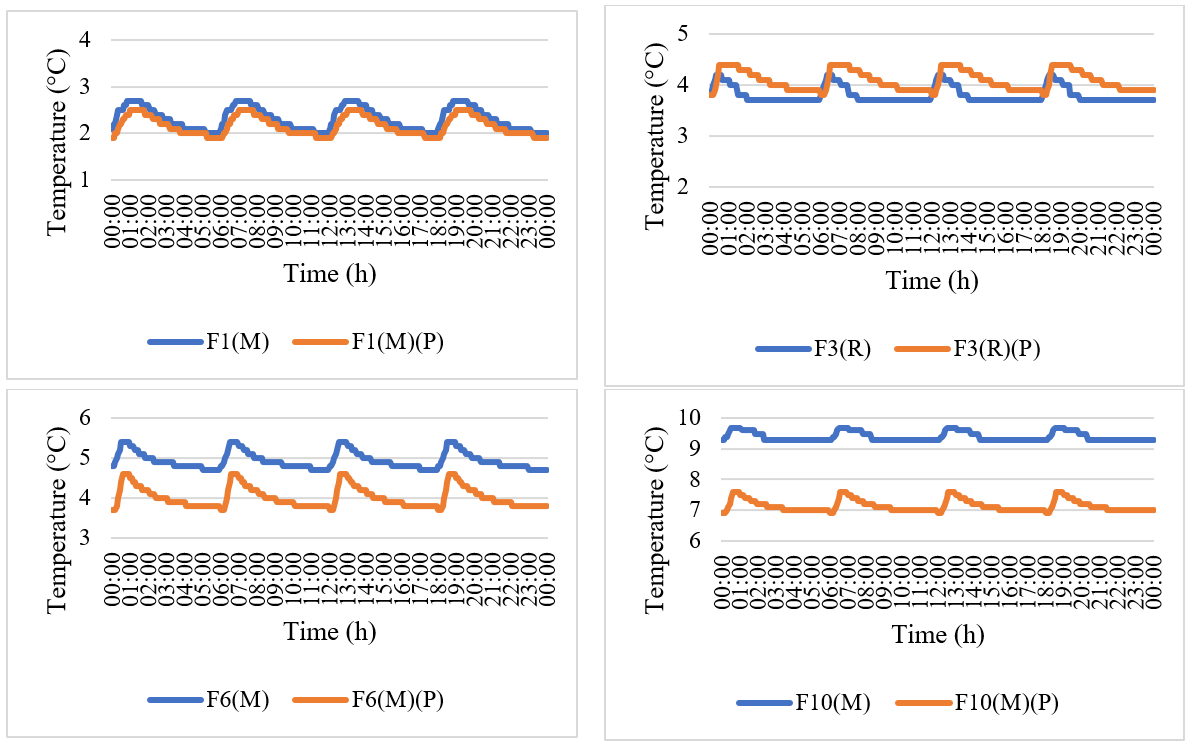 4
3
2
1
Temperature (°C)
00:00 01:00 02:00 03:00 04:00 05:00 06:00 07:00 08:00 09:00 10:00 11:00 12:00 13:00 14:00 15:00 16:00 17:00 18:00 19:00 20:00 21:00 22:00 23:00 00:00
Time (h)
F1(M) F1(M)(P)
5
4
3
2
Temperature (°C)
00:00 01:00 02:00 03:00 04:00 05:00 06:00 07:00 08:00 09:00 10:00 11:00 12:00 13:00 14:00 15:00 16:00 17:00 18:00 19:00 20:00 21:00 22:00 23:00 00:00
Time (h)
F3(R) F3(R)(P)
6
5
4
3
Temperature (°C)
00:00 01:00 02:00 03:00 04:00 05:00 06:00 07:00 08:00 09:00 10:00 11:00 12:00 13:00 14:00 15:00 16:00 17:00 18:00 19:00 20:00 21:00 22:00 23:00 00:00
Time (h)
F6(M) F6(M)(P)
10
9
8
7
6
Temperature (°C)
00:00 01:00 02:00 03:00 04:00 05:00 06:00 07:00 08:00 09:00 10:00 11:00 12:00 13:00 14:00 15:00 16:00 17:00 18:00 19:00 20:00 21:00 22:00 23:00 00:00
Time (h)
F10(M) F10(M)(P)